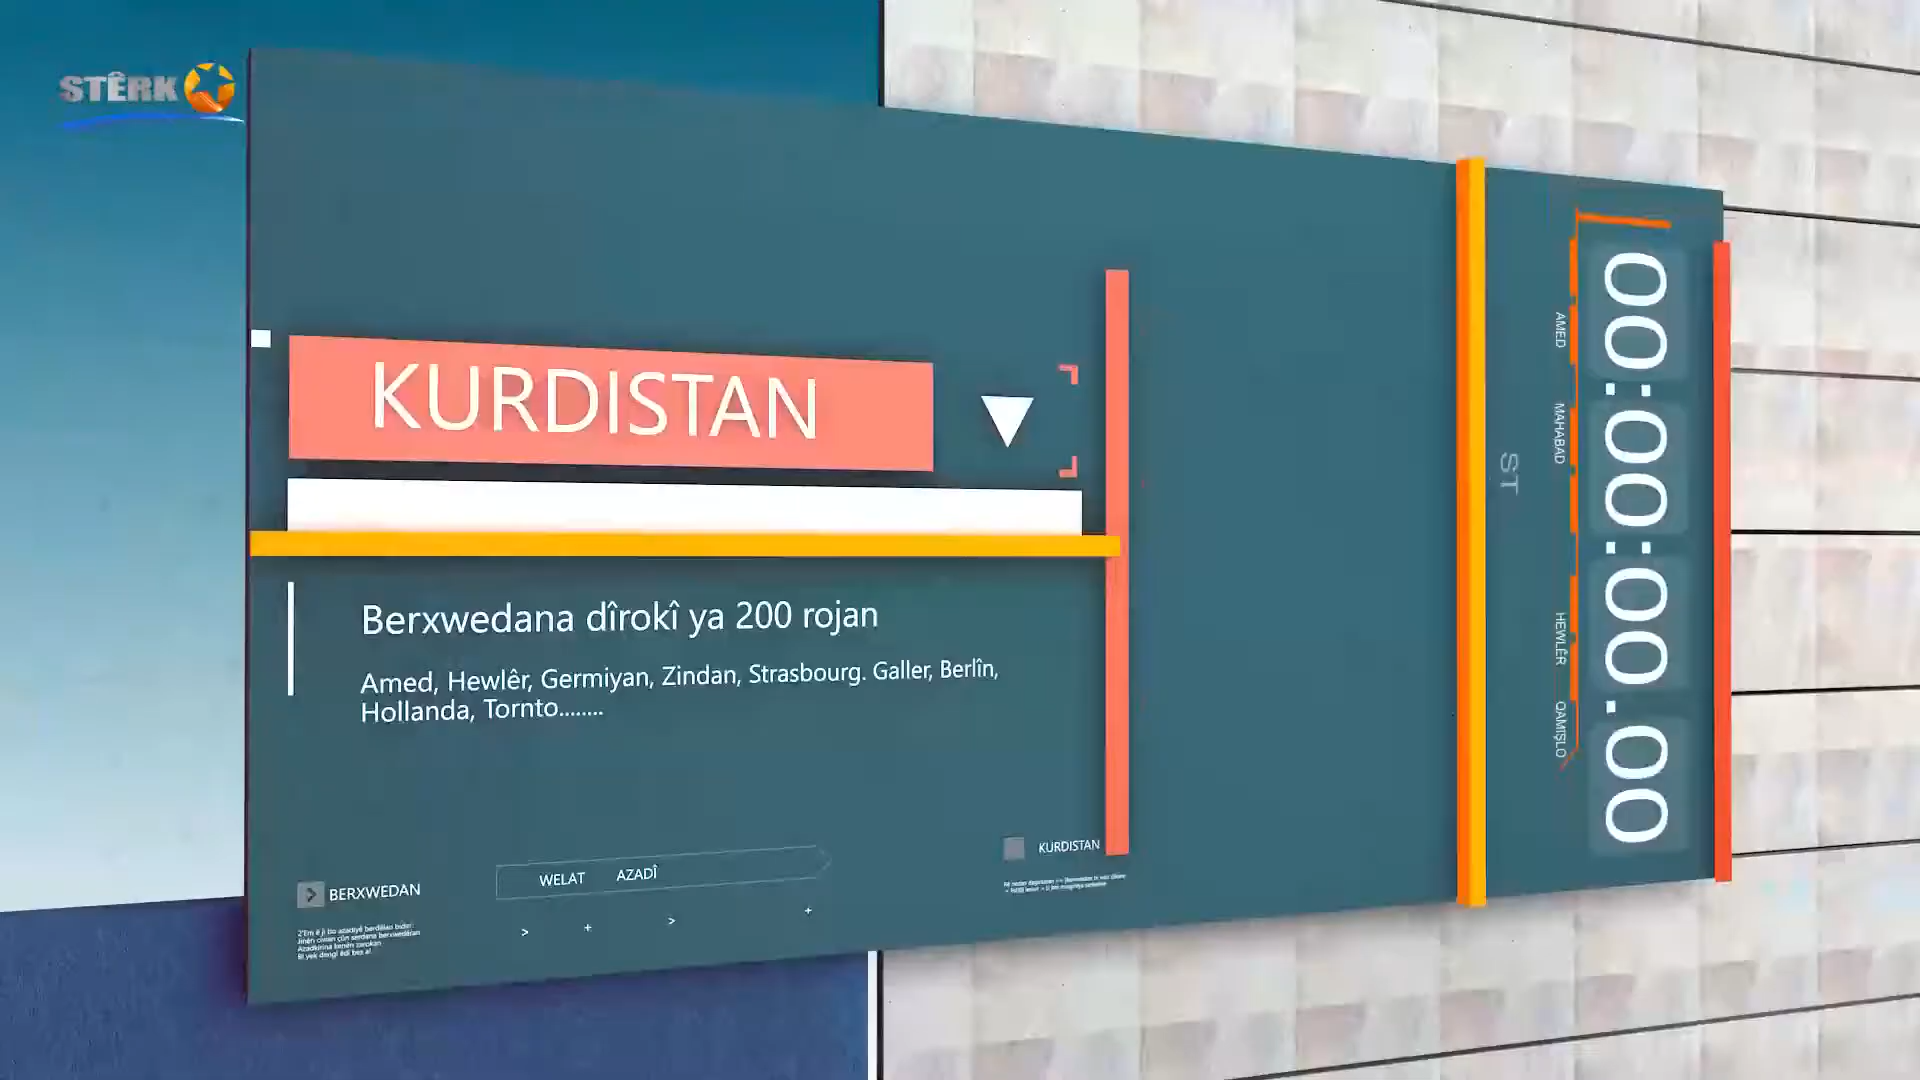 STÊRK
KURDISTAN
Berxwedana dîrokî ya 200 rojan
Amed, Hewlêr, Germiyan, Zindan, Strasbourg. Galler, Berlîn,
Hollanda, Tornto........
BERXWEDAN
WELAT AZADÎ
> + > +
KURDISTAN
ST
AMED MAHABAD HEWLÊR QAMIŞLO
00:00:00.00